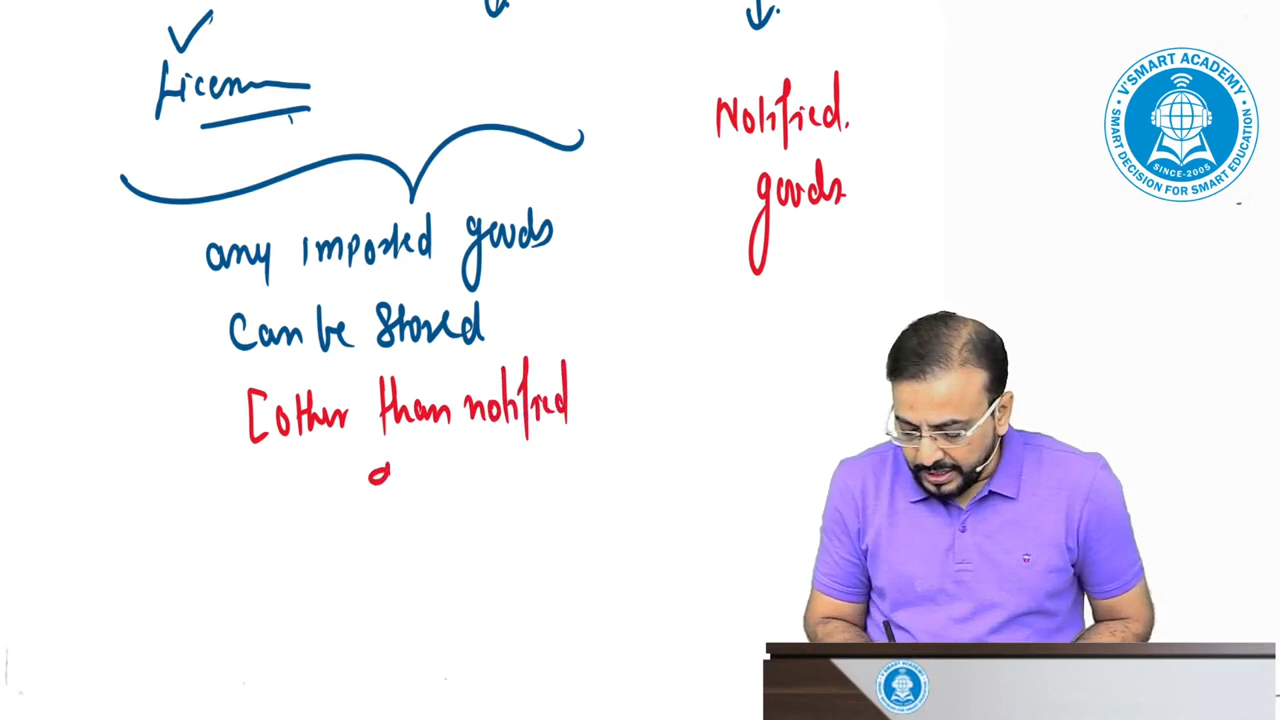 Licen
any imported goods
can be stored
[other than notified
Notified.
goods
V'SMART ACADEMY
SINCE-2005
SMART DECISION FOR SMART EDUCATION